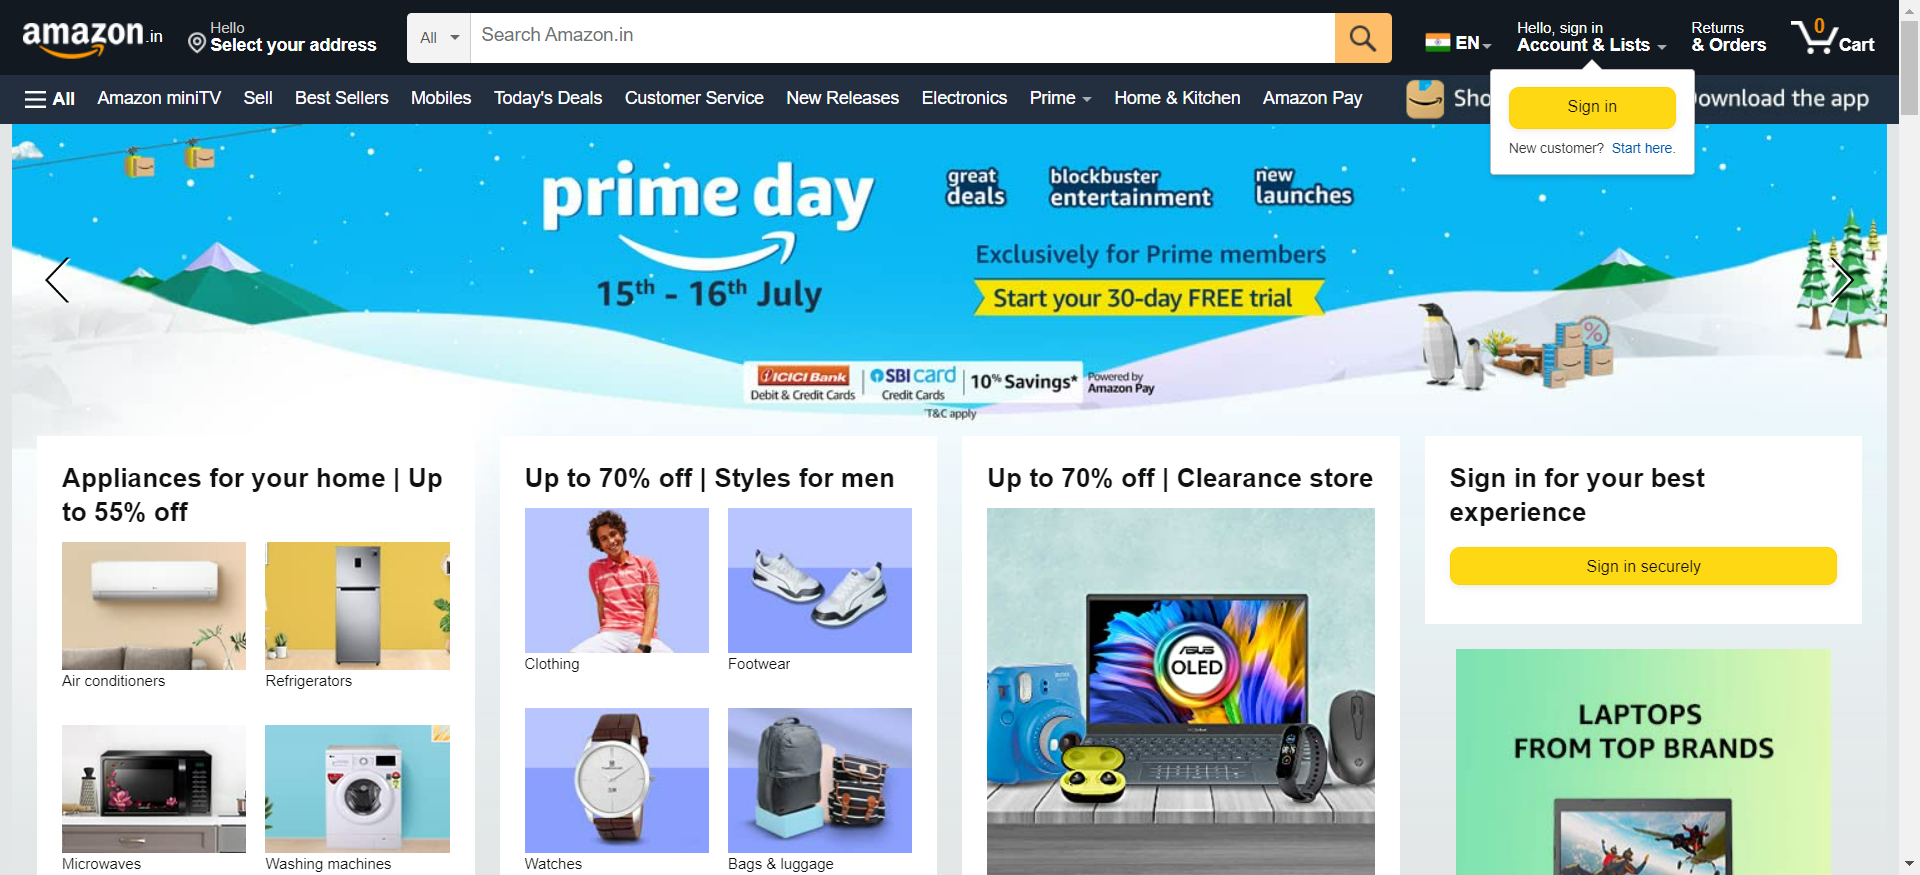 amazon.in
Hello
Select your address
All
Search Amazon.in
EN
Hello, sign in
Account & Lists
Returns
& Orders
0
Cart
All
Amazon miniTV
Sell
Best Sellers
Mobiles
Today's Deals
Customer Service
New Releases
Electronics
Prime
Home & Kitchen
Amazon Pay
Sho
ownload the app
Sign in
New customer? Start here.
prime day
15th - 16th July
great
deals
blockbuster
entertainment
new
launches
Exclusively for Prime members
Start your 30-day FREE trial
ICICI Bank
Debit & Credit Cards
SBI card
Credit Cards
10% Savings*
Powered by
Amazon Pay
*T&C apply
Appliances for your home | Up
to 55% off
Air conditioners
Refrigerators
Microwaves
Washing machines
Up to 70% off | Styles for men
Clothing
Footwear
Watches
Bags & luggage
Up to 70% off | Clearance store
ASUS
OLED
Sign in for your best
experience
Sign in securely
LAPTOPS
FROM TOP BRANDS